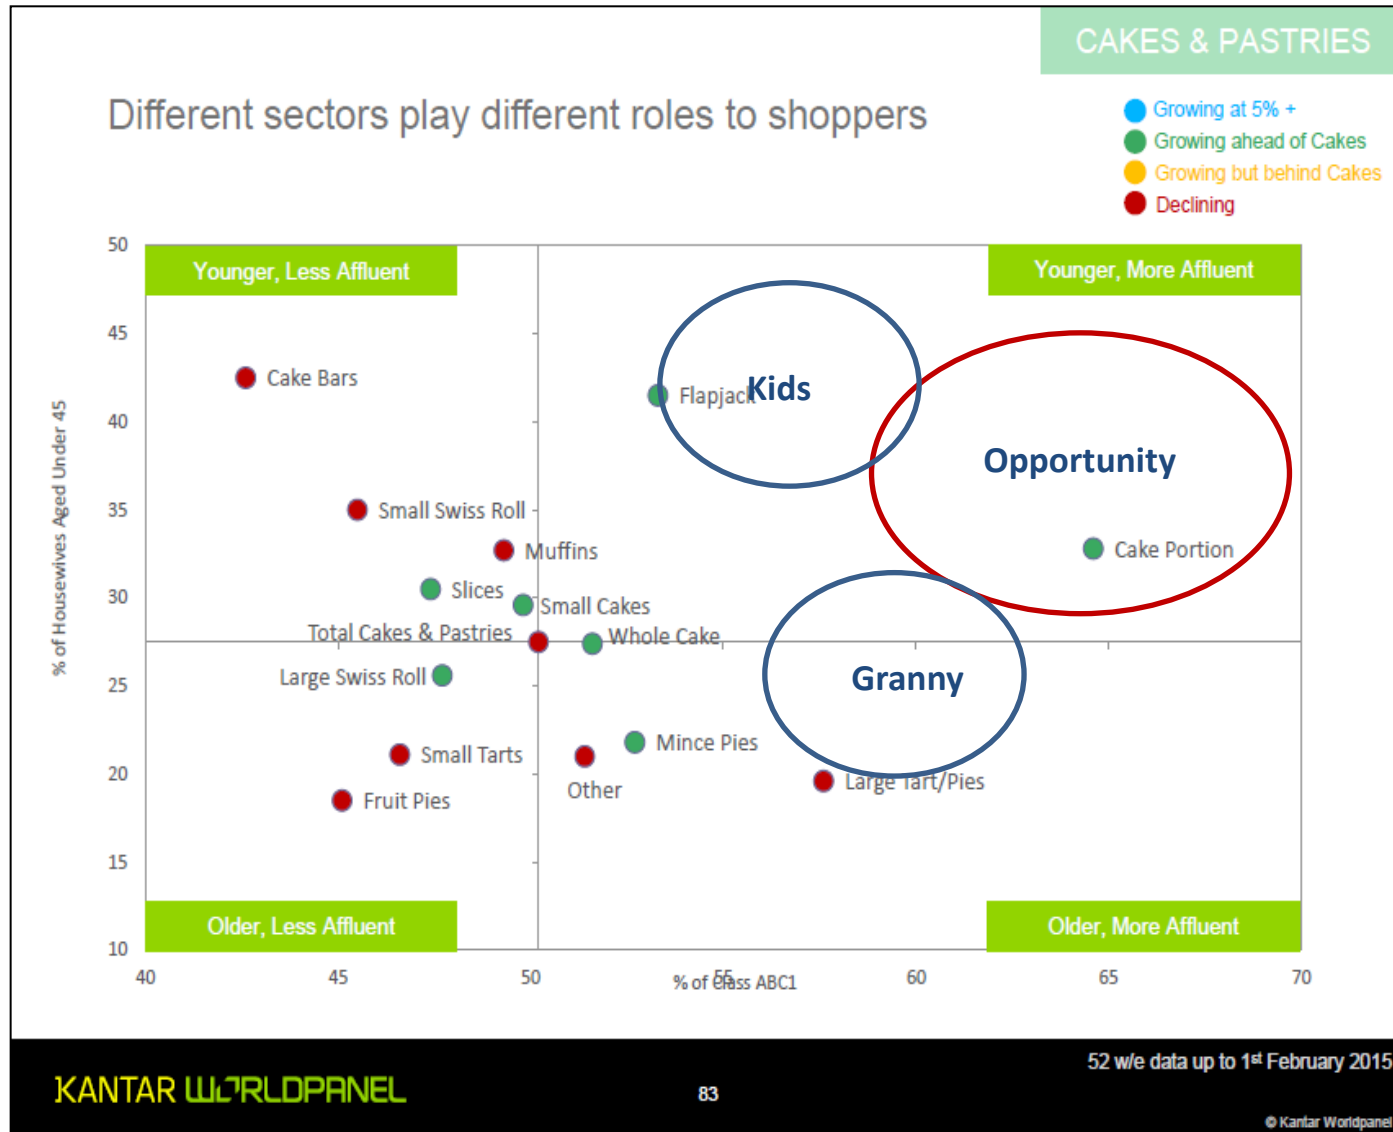 CAKES & PASTRIES
Different sectors play different roles to shoppers
Growing at 5% +
Growing ahead of Cakes
Growing but behind Cakes
Declining
50
45
40
35
30
25
20
15
10
% of Housewives Aged Under 45
Younger, Less Affluent
Younger, More Affluent
Cake Bars
Flapjack
Kids
Opportunity
Small Swiss Roll
Muffins
Cake Portion
Slices
Small Cakes
Total Cakes & Pastries
Whole Cake
Large Swiss Roll
Granny
Small Tarts
Mince Pies
Other
Large Tart/Pies
Fruit Pies
Older, Less Affluent
Older, More Affluent
40
45
50
55
60
65
70
% of Class ABC1
52 w/e data up to 1st February 2015
KANTAR WORLDPANEL
83
© Kantar Worldpanel